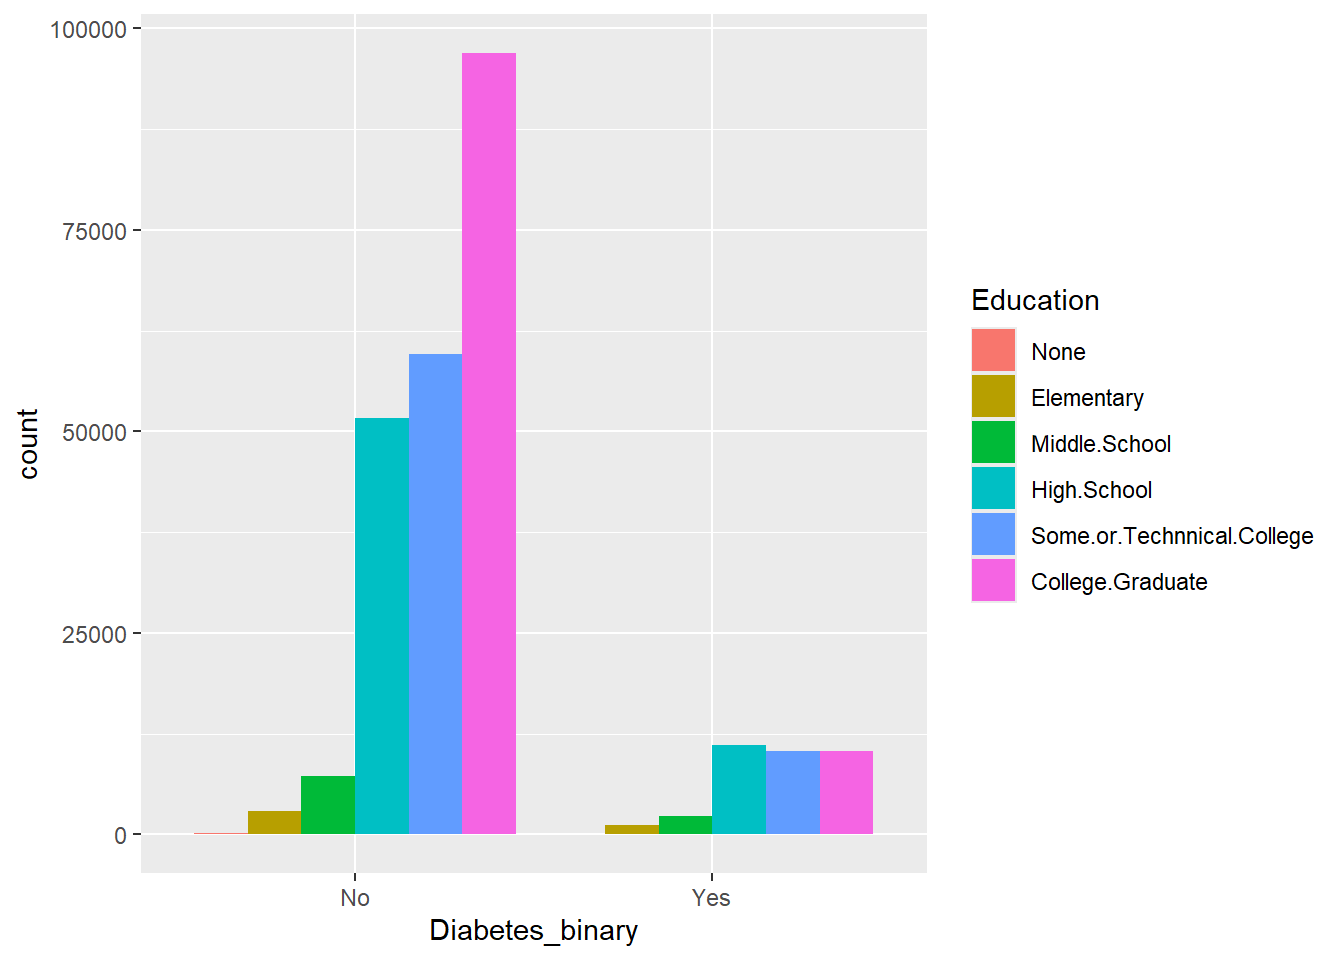 100000
75000
50000
25000
0
count
No
Yes
Diabetes_binary
Education
None
Elementary
Middle.School
High.School
Some.or.Technnical.College
College.Graduate